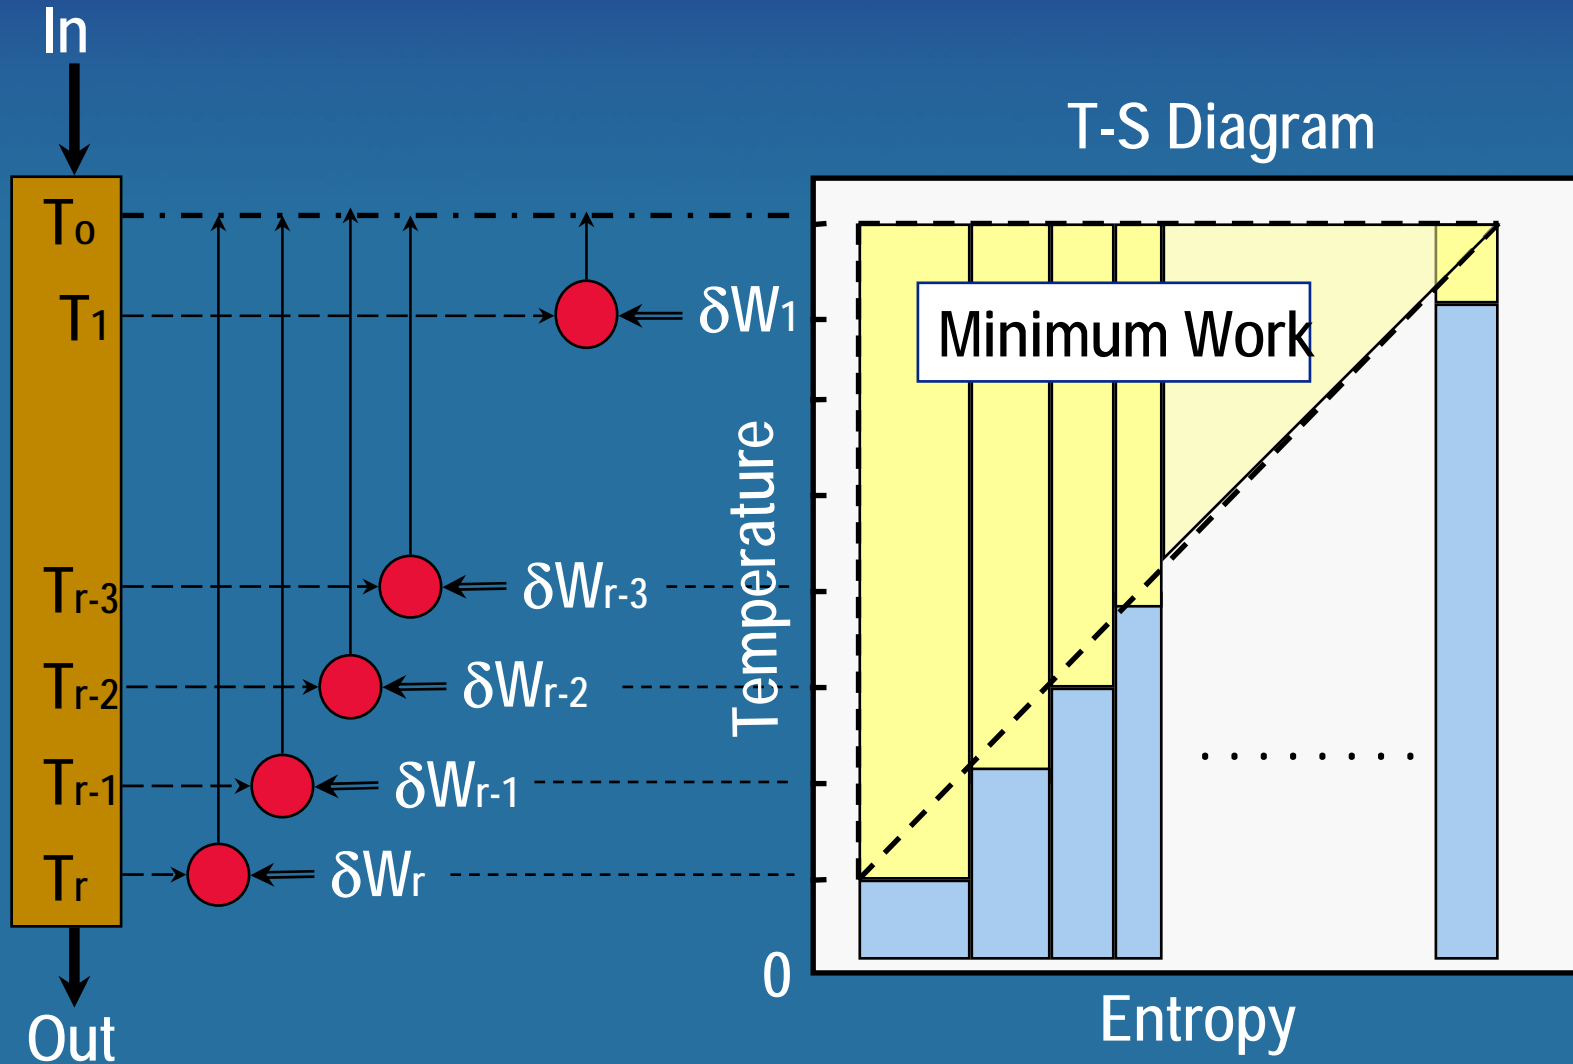 In
T-S Diagram
To
T1
δW1
Minimum Work
Temperature
Tr-3
δWr-3
Tr-2
δWr-2
Tr-1
δWr-1
Tr
δWr
0
Entropy
Out